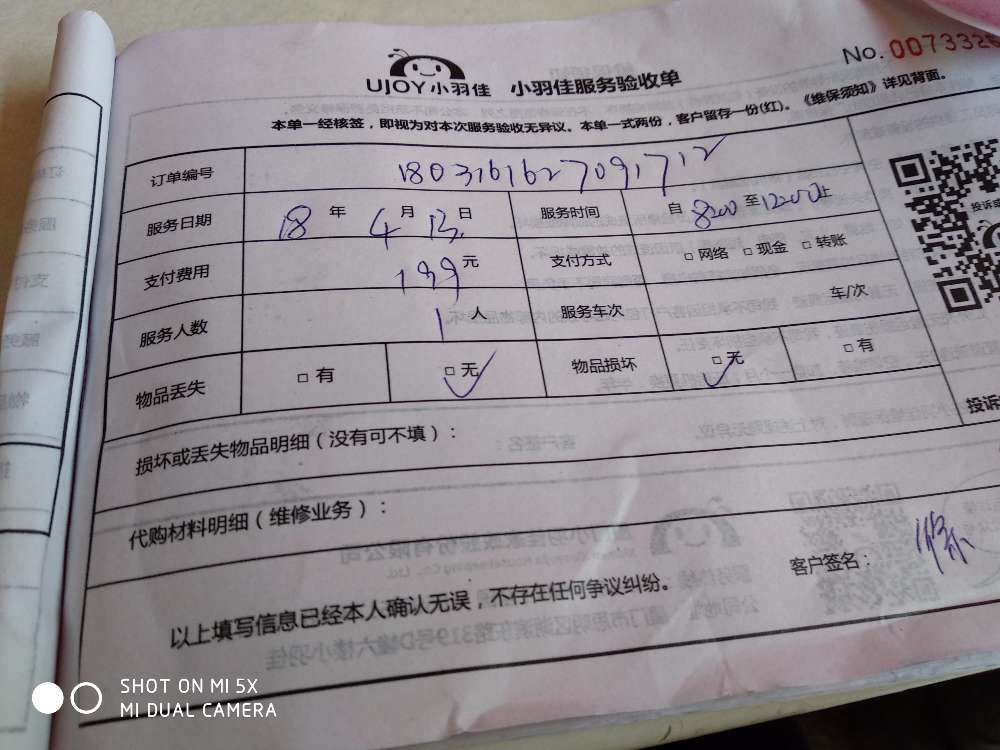 No. 007332
UJOY小羽佳 小羽佳服务验收单
本单一经核签，即视为对本次服务验收无异议。本单一式两份，客户留存一份(红)。《维保须知》详见背面。
订单编号 1803161627091712
服务日期 18 年 4 月 13 日 服务时间 自 8:00 至 12:00 止
支付费用 199 元 支付方式 □ 网络 □ 现金 □ 转账
服务人数 1 人 服务车次 车/次
物品丢失 □ 有 □ 无 物品损坏 □ 无 □ 有
投诉
损坏或丢失物品明细（没有可不填）：
代购材料明细（维修业务）：
客户签名：
以上填写信息已经本人确认无误，不存在任何争议纠纷。
SHOT ON MI 5X
MI DUAL CAMERA